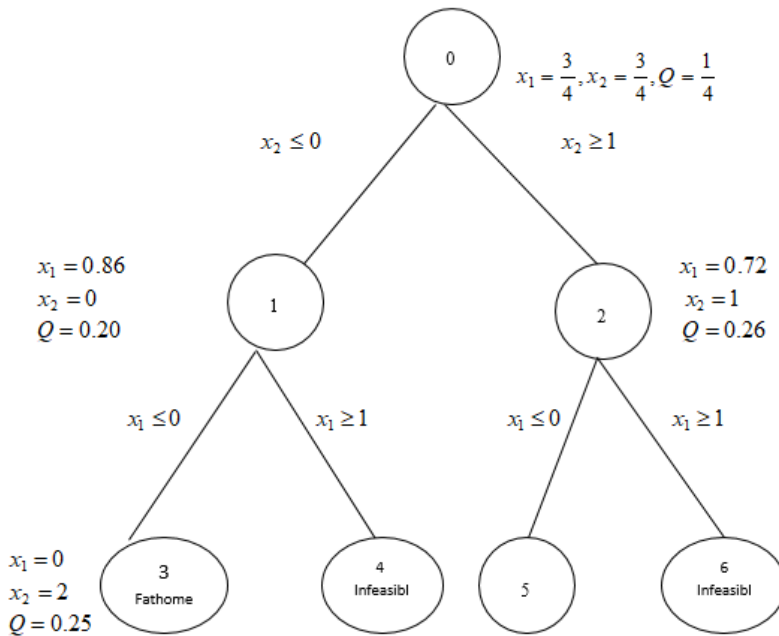 0
x₁ = 3/4, x₂ = 3/4, Q = 1/4
x₂ ≤ 0
x₂ ≥ 1
x₁ = 0.86
x₂ = 0
Q = 0.20
1
2
x₁ = 0.72
x₂ = 1
Q = 0.26
x₁ ≤ 0
x₁ ≥ 1
x₁ ≤ 0
x₁ ≥ 1
x₁ = 0
x₂ = 2
Q = 0.25
3
Fathome
4
Infeasibl
5
6
Infeasibl